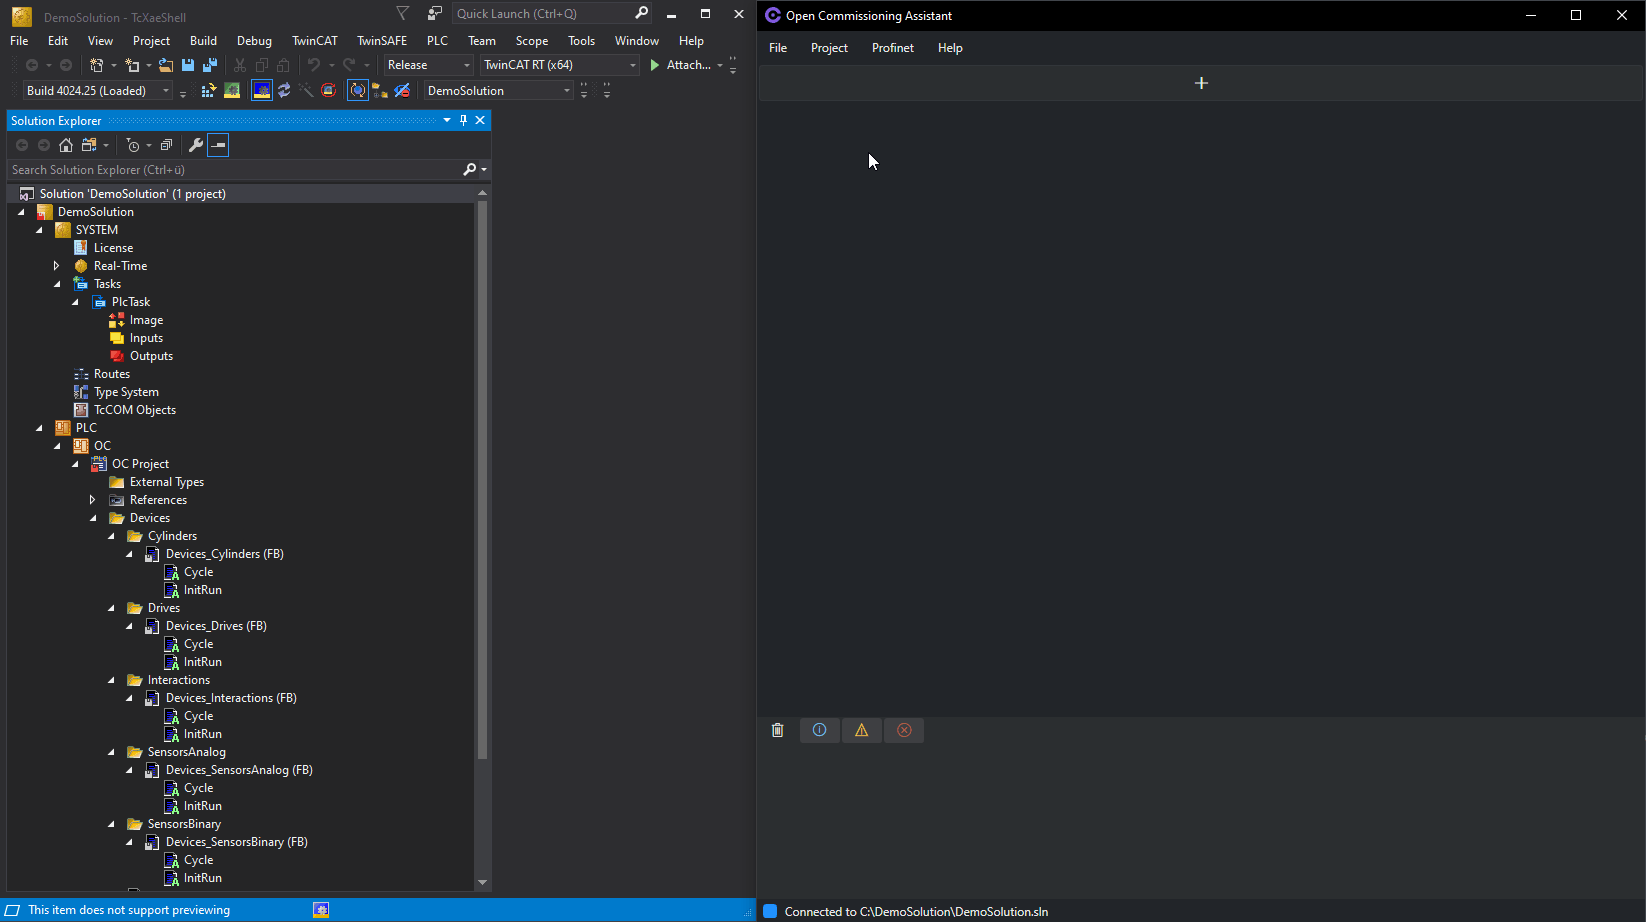 DemoSolution - TcXaeShell
Quick Launch (Ctrl+Q)
File Edit View Project Build Debug TwinCAT TwinSAFE PLC Team Scope Tools Window Help
Release TwinCAT RT (x64) Attach...
Build 4024.25 (Loaded) DemoSolution
Solution Explorer
Search Solution Explorer (Ctrl+ü)
Solution 'DemoSolution' (1 project)
DemoSolution
SYSTEM
License
Real-Time
Tasks
PlcTask
Image
Inputs
Outputs
Routes
Type System
TcCOM Objects
PLC
OC
OC Project
External Types
References
Devices
Cylinders
Devices_Cylinders (FB)
Cycle
InitRun
Drives
Devices_Drives (FB)
Cycle
InitRun
Interactions
Devices_Interactions (FB)
Cycle
InitRun
SensorsAnalog
Devices_SensorsAnalog (FB)
Cycle
InitRun
SensorsBinary
Devices_SensorsBinary (FB)
Cycle
InitRun
This item does not support previewing
Open Commissioning Assistant
File Project Profinet Help
Connected to C:\DemoSolution\DemoSolution.sln